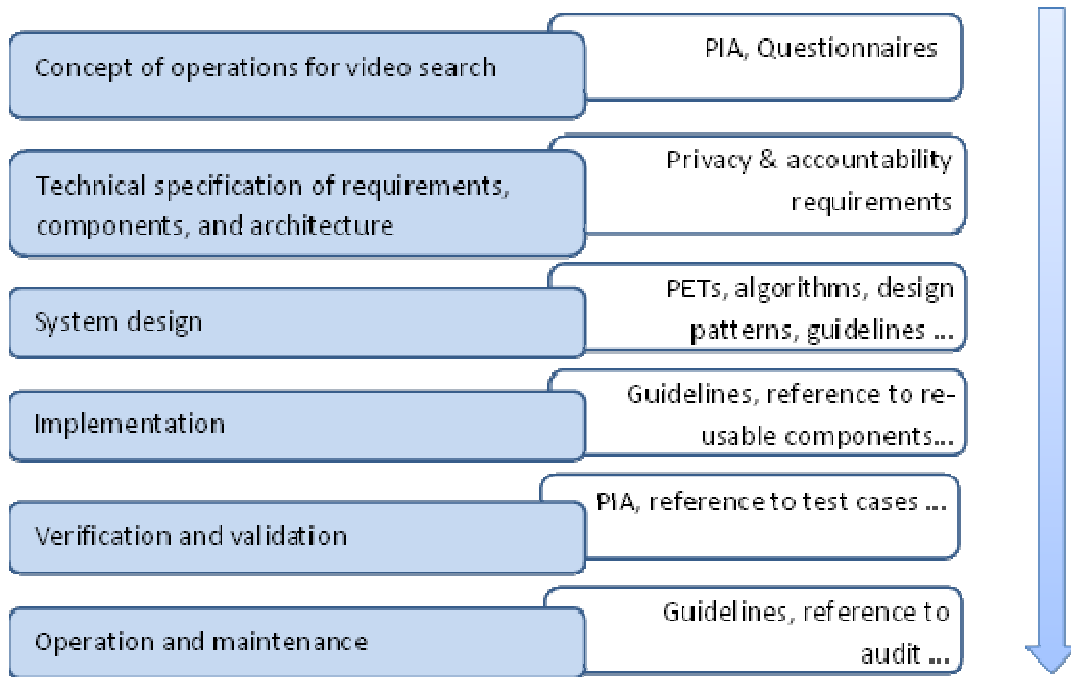 Concept of operations for video search
PIA, Questionnaires
Technical specification of requirements,
components, and architecture
Privacy & accountability
requirements
System design
PETs, algorithms, design
patterns, guidelines ...
Implementation
Guidelines, reference to re-
usable components...
Verification and validation
PIA, reference to test cases ...
Operation and maintenance
Guidelines, reference to
audit ...